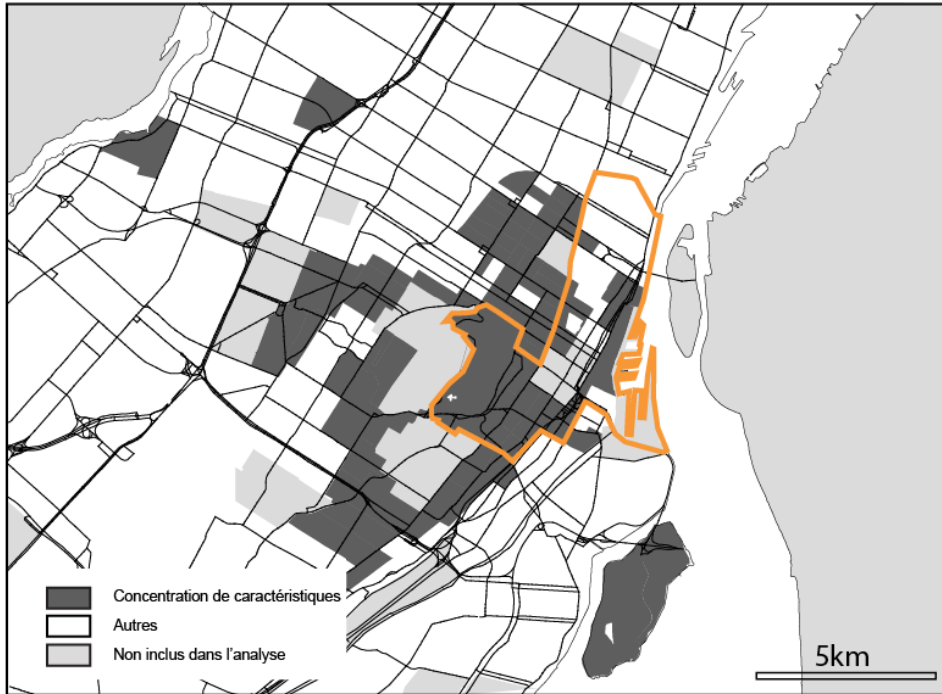 Concentration de caractéristiques
Autres
Non inclus dans l'analyse
5km